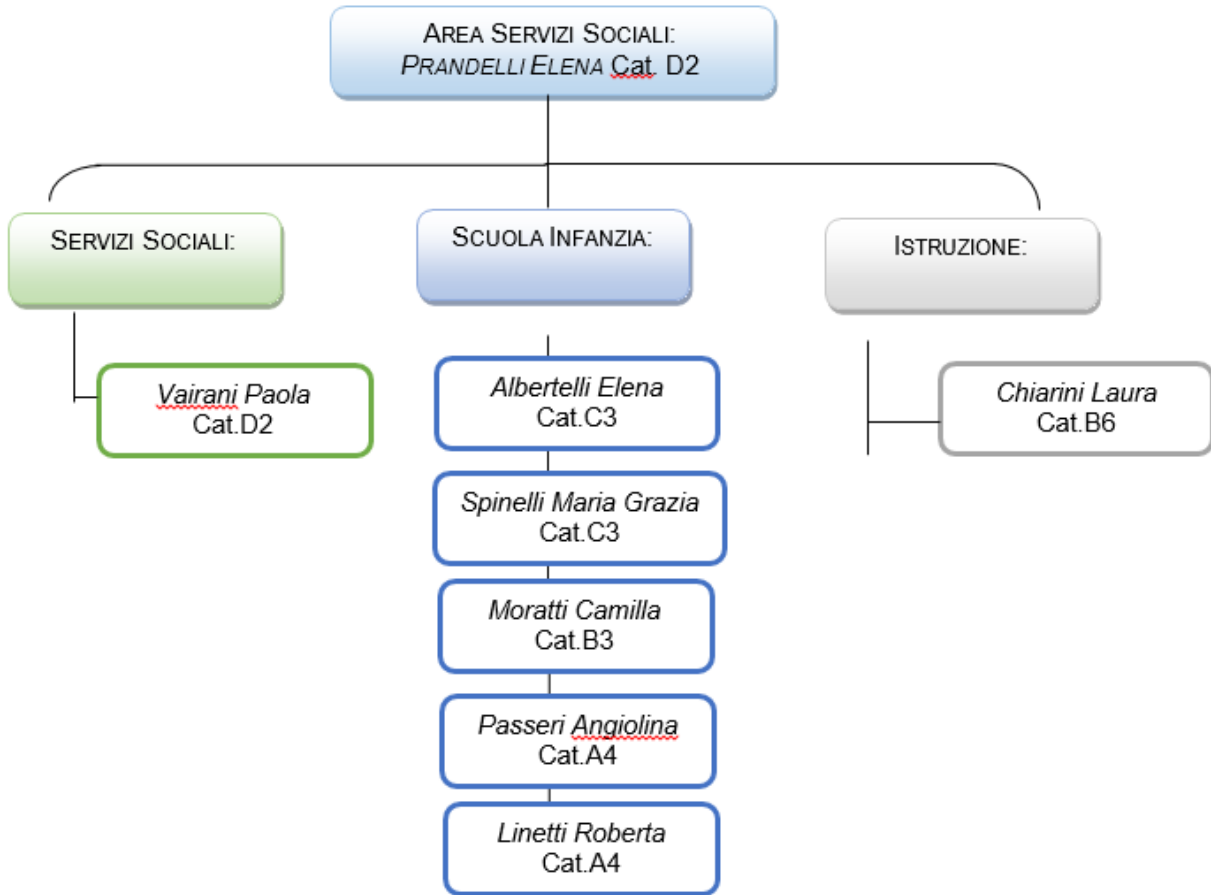 AREA SERVIZI SOCIALI:
PRANDELLI ELENA Cat. D2
SERVIZI SOCIALI:
SCUOLA INFANZIA:
ISTRUZIONE:
Vairani Paola
Cat.D2
Albertelli Elena
Cat.C3
Spinelli Maria Grazia
Cat.C3
Moratti Camilla
Cat.B3
Passeri Angiolina
Cat.A4
Linetti Roberta
Cat.A4
Chiarini Laura
Cat.B6